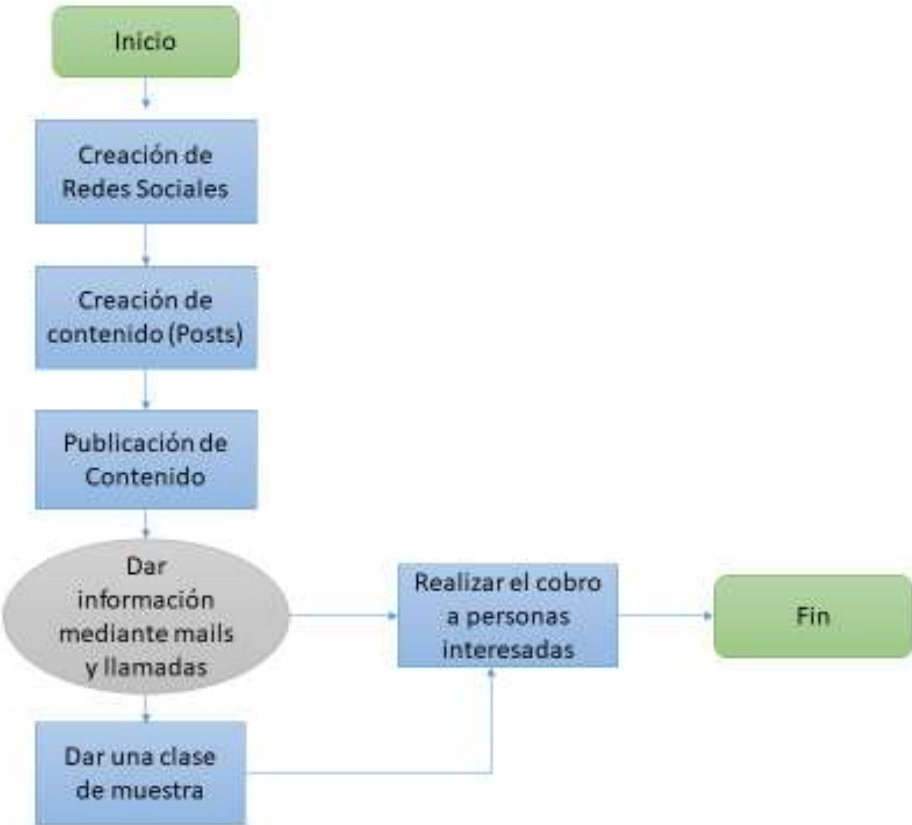 Inicio
Creación de
Redes Sociales
Creación de
contenido (Posts)
Publicación de
Contenido
Dar
información
mediante mails
y llamadas
Realizar el cobro
a personas
interesadas
Fin
Dar una clase
de muestra